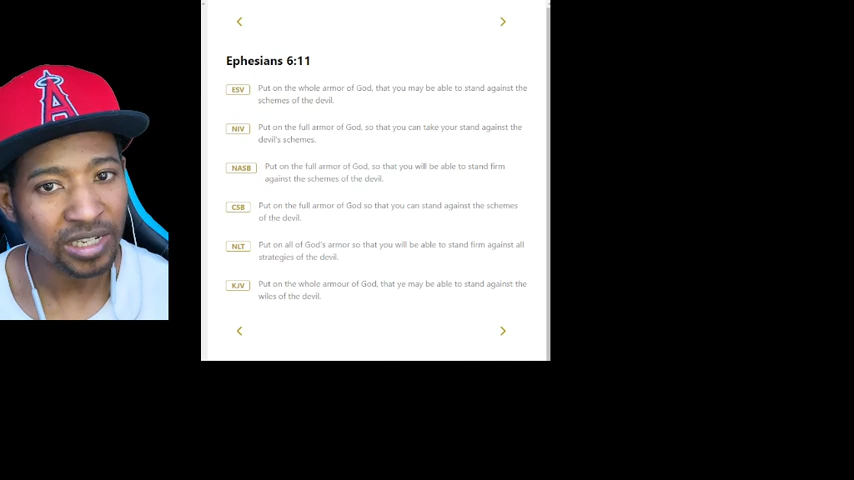 A
Ephesians 6:11
ESV Put on the whole armor of God, that you may be able to stand against the
schemes of the devil.
NIV Put on the full armor of God, so that you can take your stand against the
devil's schemes.
NASB Put on the full armor of God, so that you will be able to stand firm
against the schemes of the devil.
CSB Put on the full armor of God so that you can stand against the schemes
of the devil.
NLT Put on all of God's armor so that you will be able to stand firm against all
strategies of the devil.
KJV Put on the whole armour of God, that ye may be able to stand against the
wiles of the devil.